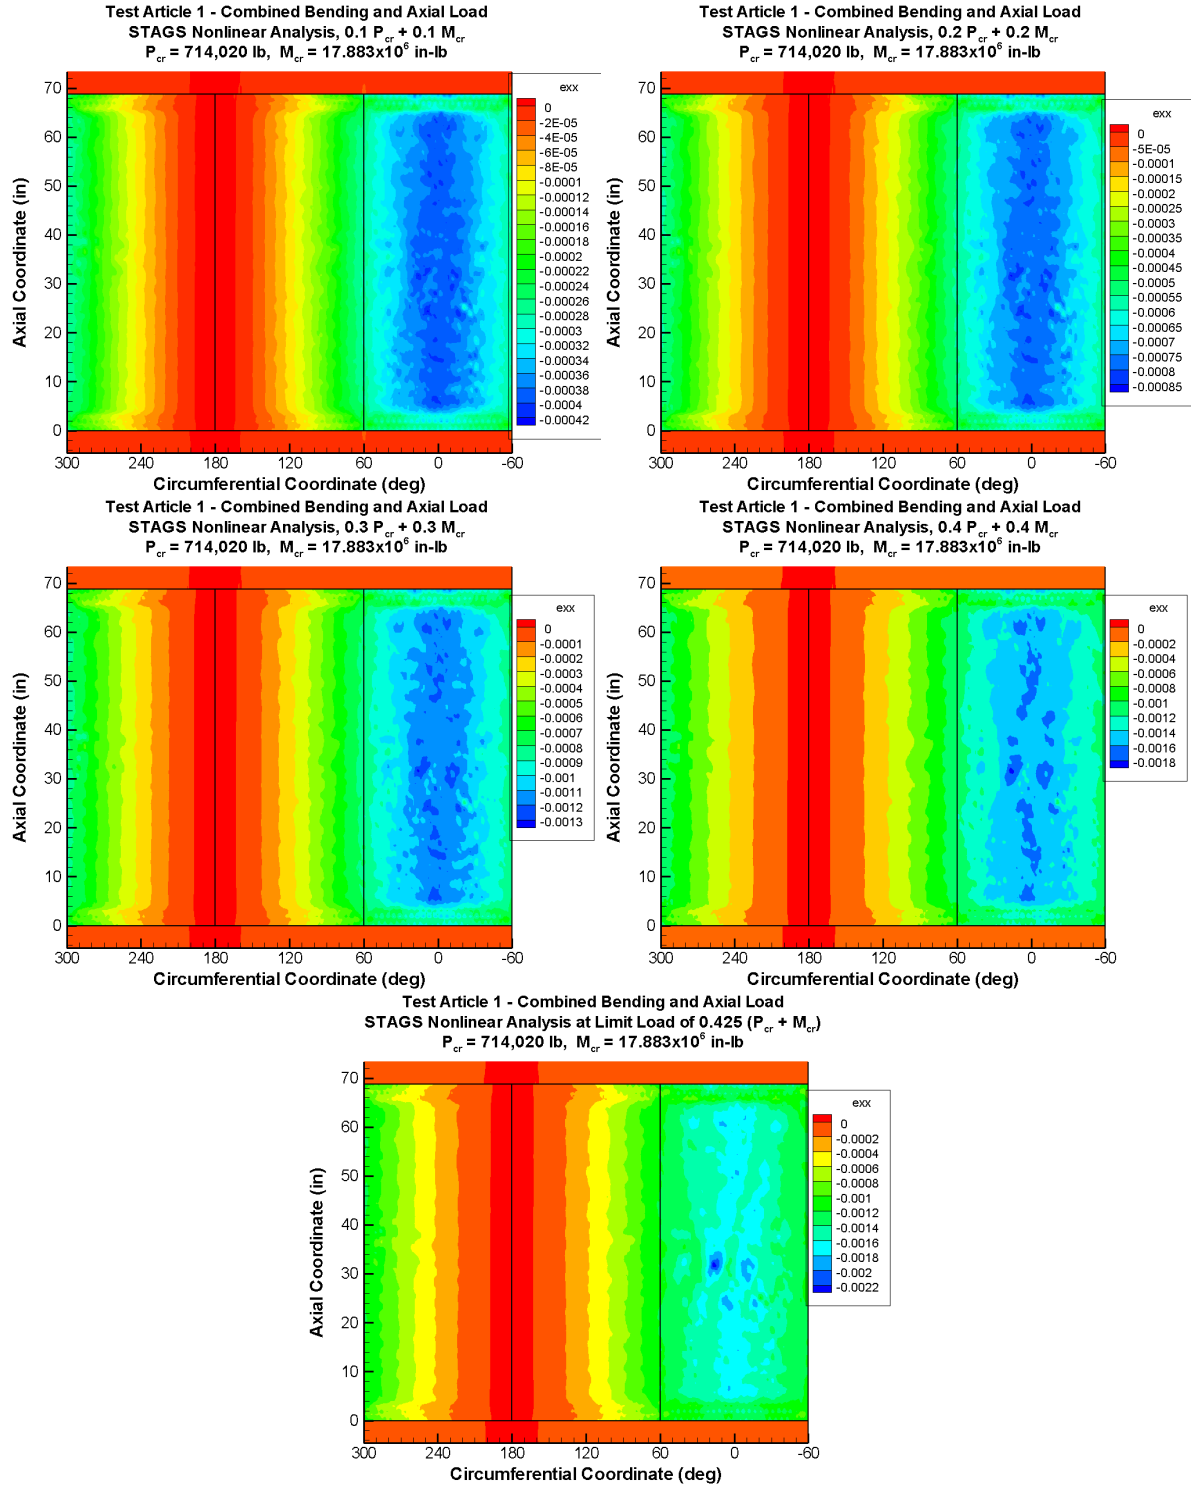 Test Article 1 - Combined Bending and Axial Load
STAGS Nonlinear Analysis, 0.1 Pcr + 0.1 Mcr
Pcr = 714,020 lb, Mcr = 17.883x10^6 in-lb
exx
0
-2E-05
-4E-05
-6E-05
-8E-05
-0.0001
-0.00012
-0.00014
-0.00016
-0.00018
-0.0002
-0.00022
-0.00024
-0.00026
-0.00028
-0.0003
-0.00032
-0.00034
-0.00036
-0.00038
-0.0004
-0.00042
Axial Coordinate (in)
70
60
50
40
30
20
10
0
300 240 180 120 60 0 -60
Circumferential Coordinate (deg)
Test Article 1 - Combined Bending and Axial Load
STAGS Nonlinear Analysis, 0.2 Pcr + 0.2 Mcr
Pcr = 714,020 lb, Mcr = 17.883x10^6 in-lb
exx
0
-5E-05
-0.0001
-0.00015
-0.0002
-0.00025
-0.0003
-0.00035
-0.0004
-0.00045
-0.0005
-0.00055
-0.0006
-0.00065
-0.0007
-0.00075
-0.0008
-0.00085
Axial Coordinate (in)
70
60
50
40
30
20
10
0
300 240 180 120 60 0 -60
Circumferential Coordinate (deg)
Test Article 1 - Combined Bending and Axial Load
STAGS Nonlinear Analysis, 0.3 Pcr + 0.3 Mcr
Pcr = 714,020 lb, Mcr = 17.883x10^6 in-lb
exx
0
-0.0001
-0.0002
-0.0003
-0.0004
-0.0005
-0.0006
-0.0007
-0.0008
-0.0009
-0.001
-0.0011
-0.0012
-0.0013
Axial Coordinate (in)
70
60
50
40
30
20
10
0
300 240 180 120 60 0 -60
Circumferential Coordinate (deg)
Test Article 1 - Combined Bending and Axial Load
STAGS Nonlinear Analysis, 0.4 Pcr + 0.4 Mcr
Pcr = 714,020 lb, Mcr = 17.883x10^6 in-lb
exx
0
-0.0002
-0.0004
-0.0006
-0.0008
-0.001
-0.0012
-0.0014
-0.0016
-0.0018
Axial Coordinate (in)
70
60
50
40
30
20
10
0
300 240 180 120 60 0 -60
Circumferential Coordinate (deg)
Test Article 1 - Combined Bending and Axial Load
STAGS Nonlinear Analysis at Limit Load of 0.425 (Pcr + Mcr)
Pcr = 714,020 lb, Mcr = 17.883x10^6 in-lb
exx
0
-0.0002
-0.0004
-0.0006
-0.0008
-0.001
-0.0012
-0.0014
-0.0016
-0.0018
-0.002
-0.0022
Axial Coordinate (in)
70
60
50
40
30
20
10
0
300 240 180 120 60 0 -60
Circumferential Coordinate (deg)